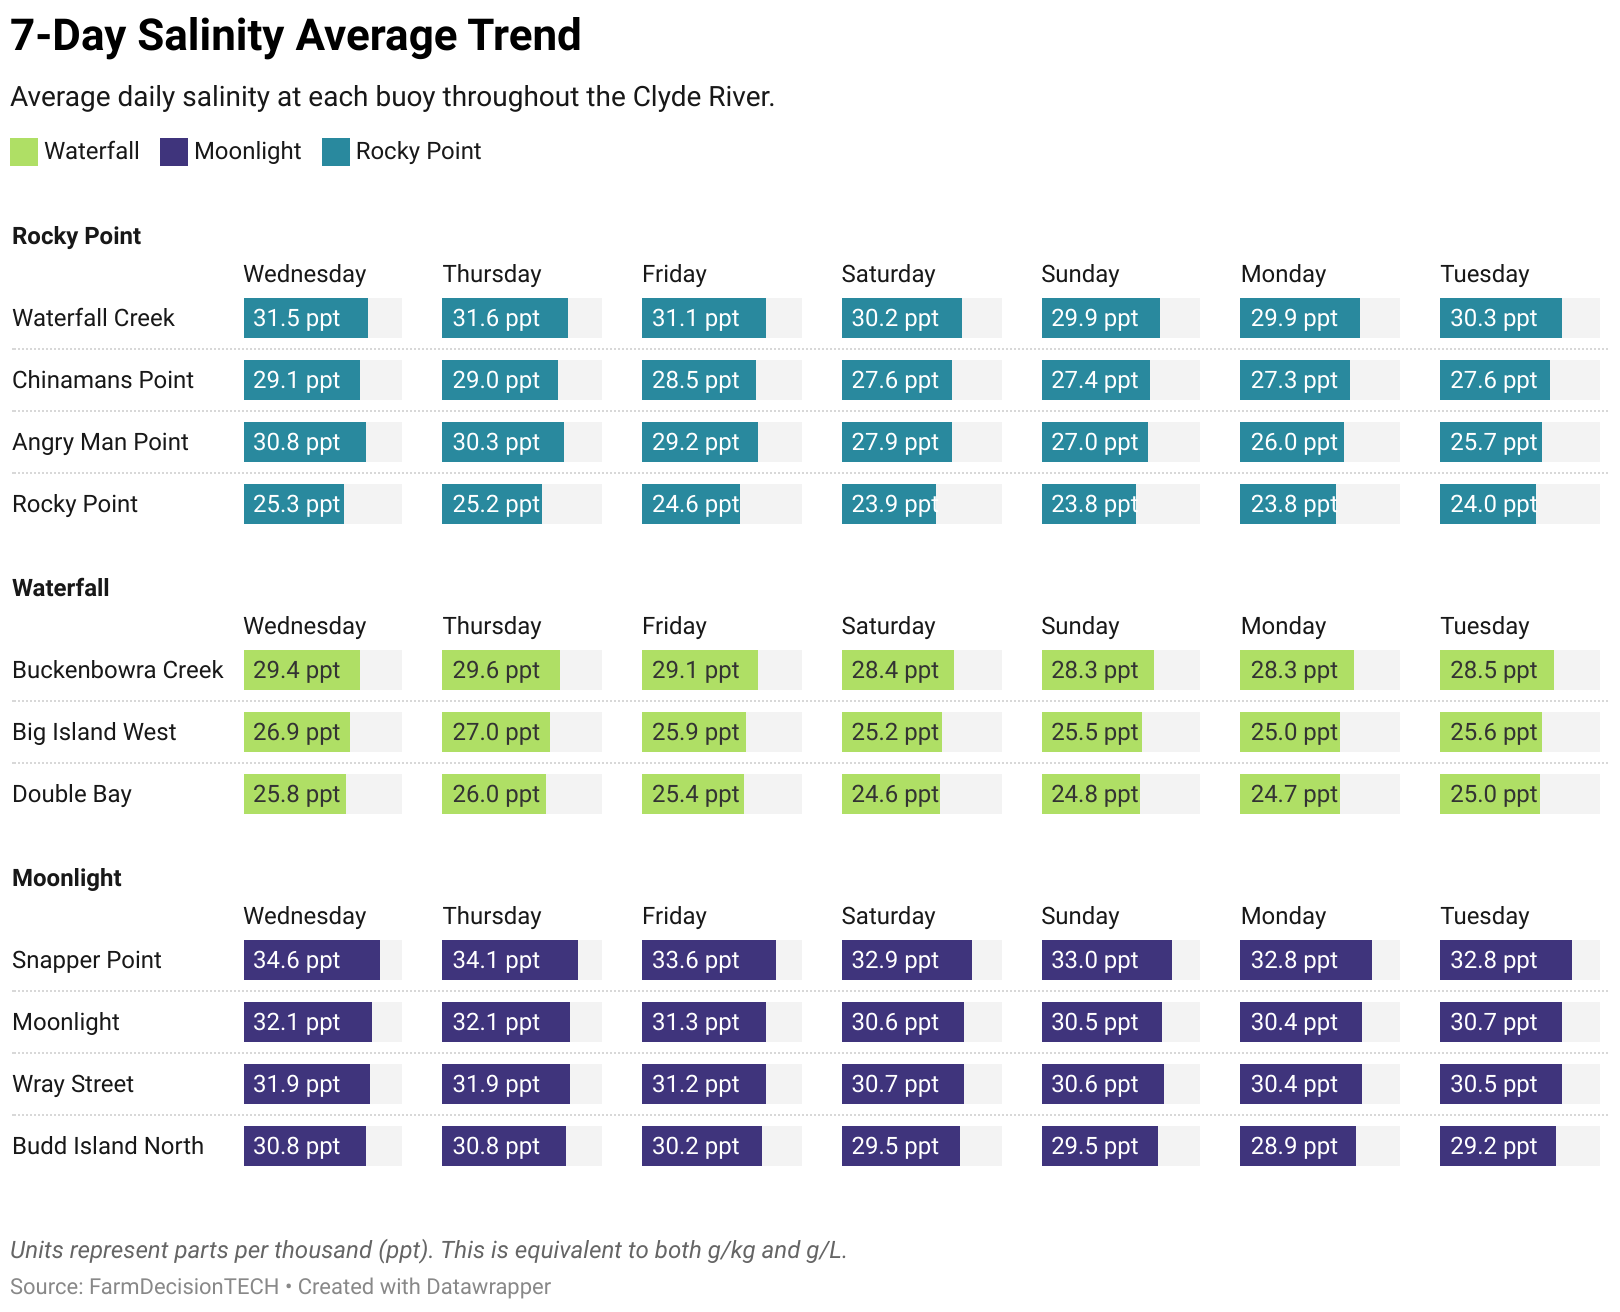 7-Day Salinity Average Trend
Average daily salinity at each buoy throughout the Clyde River.
Waterfall Moonlight Rocky Point
Rocky Point
Wednesday Thursday Friday Saturday Sunday Monday Tuesday
Waterfall Creek 31.5 ppt 31.6 ppt 31.1 ppt 30.2 ppt 29.9 ppt 29.9 ppt 30.3 ppt
Chinamans Point 29.1 ppt 29.0 ppt 28.5 ppt 27.6 ppt 27.4 ppt 27.3 ppt 27.6 ppt
Angry Man Point 30.8 ppt 30.3 ppt 29.2 ppt 27.9 ppt 27.0 ppt 26.0 ppt 25.7 ppt
Rocky Point 25.3 ppt 25.2 ppt 24.6 ppt 23.9 ppt 23.8 ppt 23.8 ppt 24.0 ppt
Waterfall
Wednesday Thursday Friday Saturday Sunday Monday Tuesday
Buckenbowra Creek 29.4 ppt 29.6 ppt 29.1 ppt 28.4 ppt 28.3 ppt 28.3 ppt 28.5 ppt
Big Island West 26.9 ppt 27.0 ppt 25.9 ppt 25.2 ppt 25.5 ppt 25.0 ppt 25.6 ppt
Double Bay 25.8 ppt 26.0 ppt 25.4 ppt 24.6 ppt 24.8 ppt 24.7 ppt 25.0 ppt
Moonlight
Wednesday Thursday Friday Saturday Sunday Monday Tuesday
Snapper Point 34.6 ppt 34.1 ppt 33.6 ppt 32.9 ppt 33.0 ppt 32.8 ppt 32.8 ppt
Moonlight 32.1 ppt 32.1 ppt 31.3 ppt 30.6 ppt 30.5 ppt 30.4 ppt 30.7 ppt
Wray Street 31.9 ppt 31.9 ppt 31.2 ppt 30.7 ppt 30.6 ppt 30.4 ppt 30.5 ppt
Budd Island North 30.8 ppt 30.8 ppt 30.2 ppt 29.5 ppt 29.5 ppt 28.9 ppt 29.2 ppt
Units represent parts per thousand (ppt). This is equivalent to both g/kg and g/L.
Source: FarmDecisionTECH • Created with Datawrapper